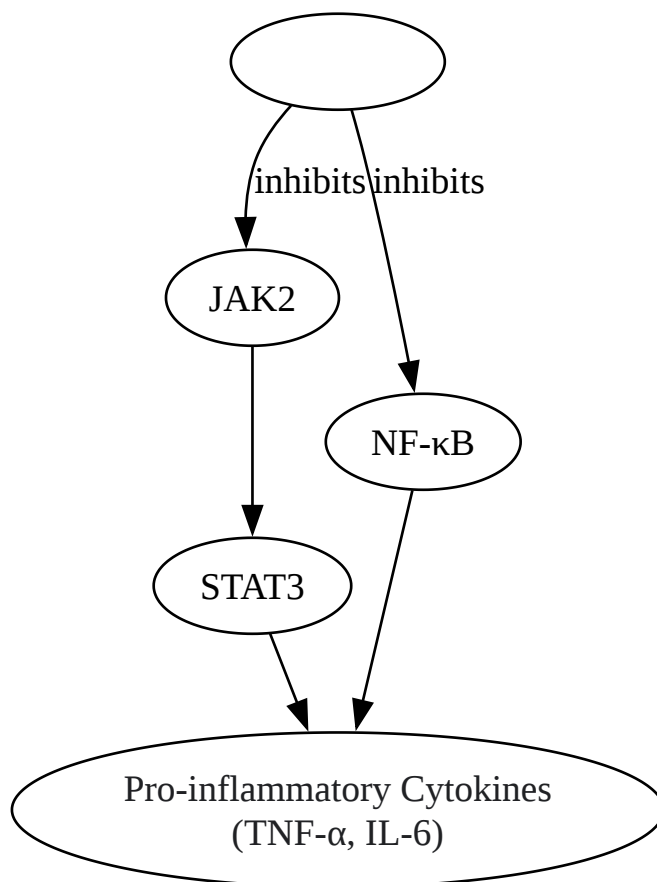 inhibits inhibits
JAK2
NF-κB
STAT3
Pro-inflammatory Cytokines
(TNF-α, IL-6)